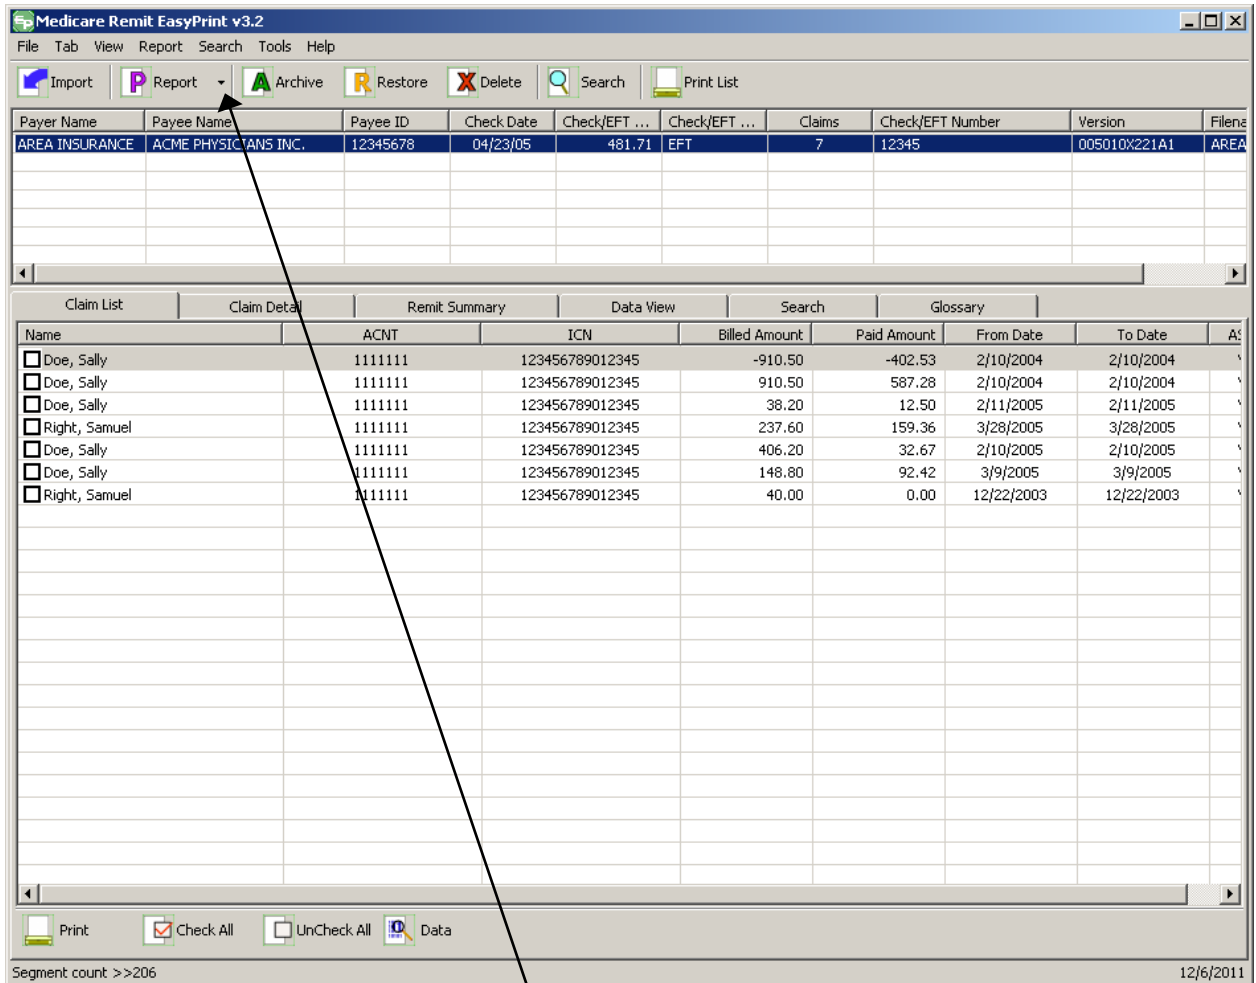 Medicare Remit EasyPrint v3.2
File Tab View Report Search Tools Help
Import Report Archive Restore Delete Search Print List
Payer Name Payee Name Payee ID Check Date Check/EFT ... Check/EFT ... Claims Check/EFT Number Version Filena
AREA INSURANCE ACME PHYSICIANS INC. 12345678 04/23/05 481.71 EFT 7 12345 005010X221A1 AREA
Claim List Claim Detail Remit Summary Data View Search Glossary
Name ACNT ICN Billed Amount Paid Amount From Date To Date AS
Doe, Sally 1111111 123456789012345 -910.50 -402.53 2/10/2004 2/10/2004
Doe, Sally 1111111 123456789012345 910.50 587.28 2/10/2004 2/10/2004
Doe, Sally 1111111 123456789012345 38.20 12.50 2/11/2005 2/11/2005
Right, Samuel 1111111 123456789012345 237.60 159.36 3/28/2005 3/28/2005
Doe, Sally 1111111 123456789012345 406.20 32.67 2/10/2005 2/10/2005
Doe, Sally 1111111 123456789012345 148.80 92.42 3/9/2005 3/9/2005
Right, Samuel 1111111 123456789012345 40.00 0.00 12/22/2003 12/22/2003
Print Check All UnCheck All Data
Segment count >>206 12/6/2011